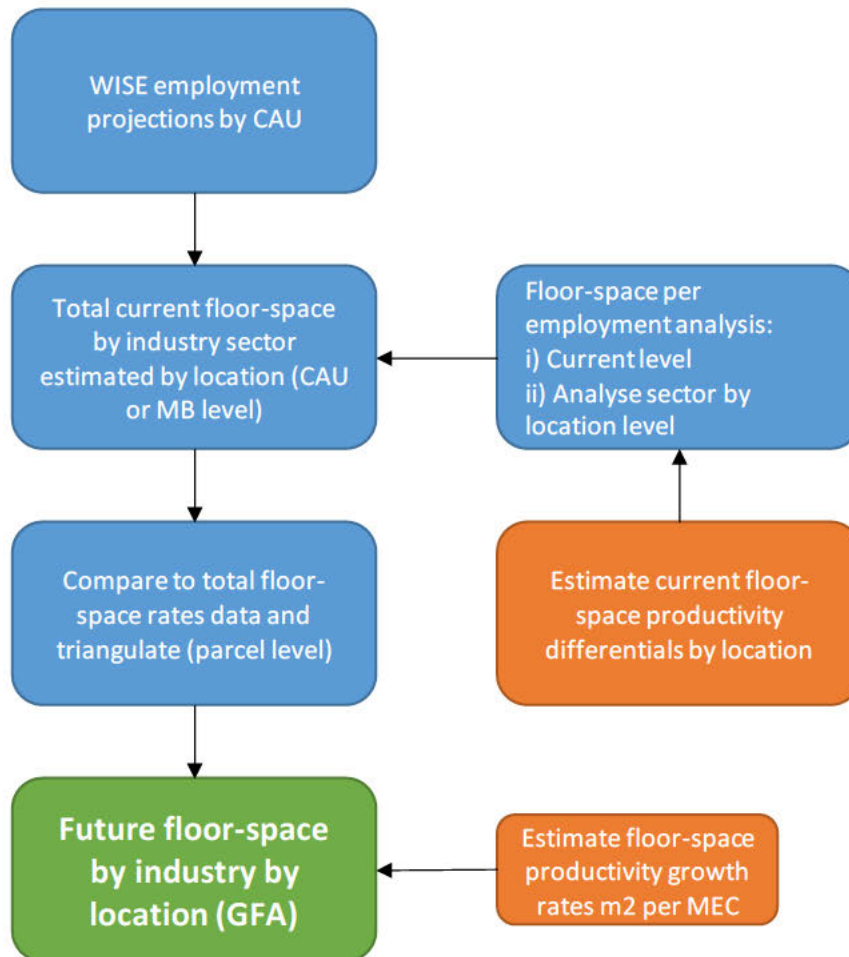 WISE employment
projections by CAU
Total current floor-space
by industry sector
estimated by location (CAU
or MB level)
Floor-space per
employment analysis:
i) Current level
ii) Analyse sector by
location level
Compare to total floor-
space rates data and
triangulate (parcel level)
Estimate current floor-
space productivity
differentials by location
Future floor-space
by industry by
location (GFA)
Estimate floor-space
productivity growth
rates m2 per MEC